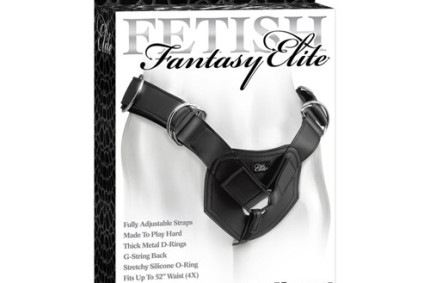 FETISH
Fantasy Elite
Elite
Elite
Fully Adjustable Straps
Made To Play Hard
Thick Metal D-Rings
G-String Back
Stretchy Silicone O-Ring
Fits Up To 52" Waist (4X)